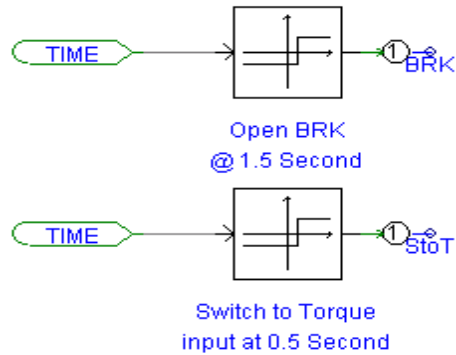 TIME
1
BRK
Open BRK
@ 1.5 Second
TIME
1
StoT
Switch to Torque
input at 0.5 Second